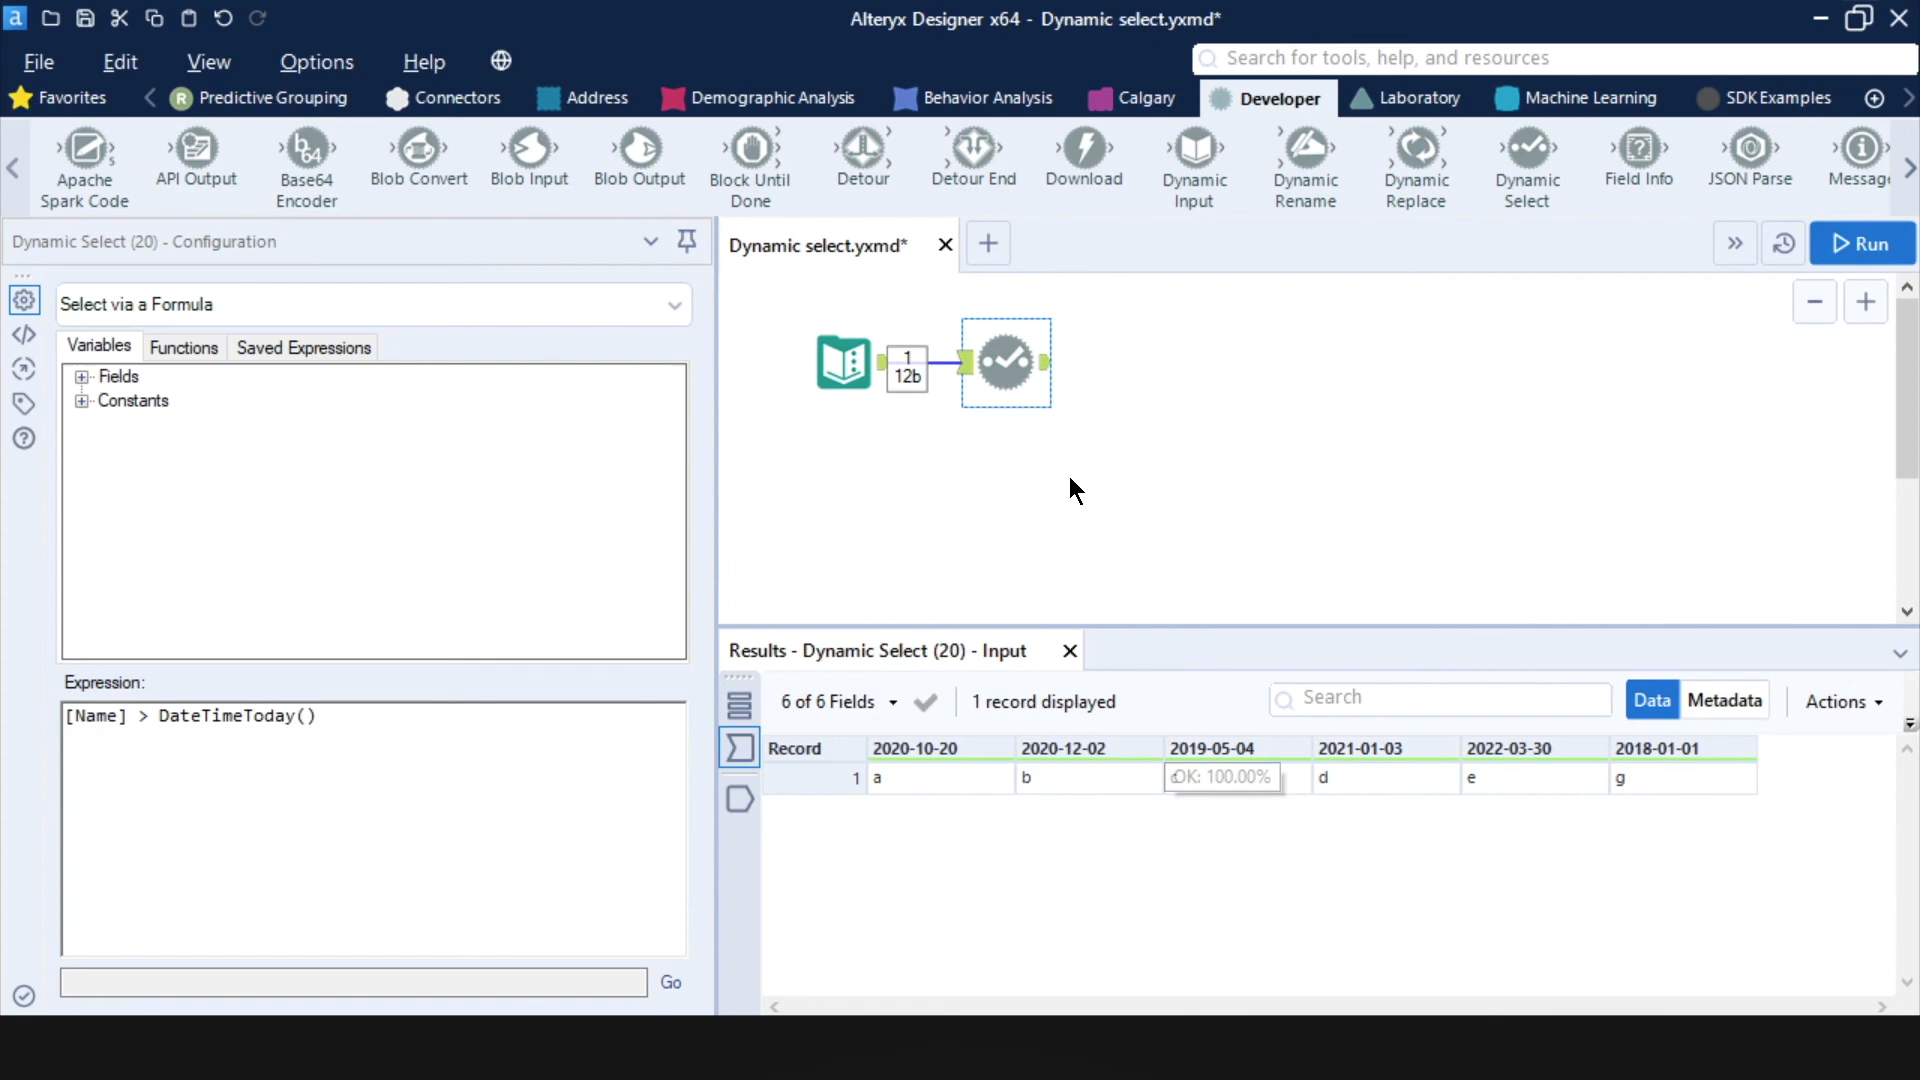 a
Alteryx Designer x64 - Dynamic select.yxmd*
File Edit View Options Help
Search for tools, help, and resources
Favorites
R Predictive Grouping
Connectors
Address
Demographic Analysis
Behavior Analysis
Calgary
Developer
Laboratory
Machine Learning
SDK Examples
Apache
Spark Code
API Output
b64
Base64
Encoder
Blob Convert
Blob Input
Blob Output
Block Until
Done
Detour
Detour End
Download
Dynamic
Input
Dynamic
Rename
Dynamic
Replace
Dynamic
Select
Field Info
JSON Parse
Messag
Dynamic Select (20) - Configuration
Select via a Formula
Variables Functions Saved Expressions
Fields
Constants
Expression:
[Name] > DateTimeToday()
Go
Dynamic select.yxmd*
Run
1
12b
Results - Dynamic Select (20) - Input
6 of 6 Fields
1 record displayed
Search
Data Metadata Actions
Record 2020-10-20 2020-12-02 2019-05-04 2021-01-03 2022-03-30 2018-01-01
1 a b OK: 100.00% d e g